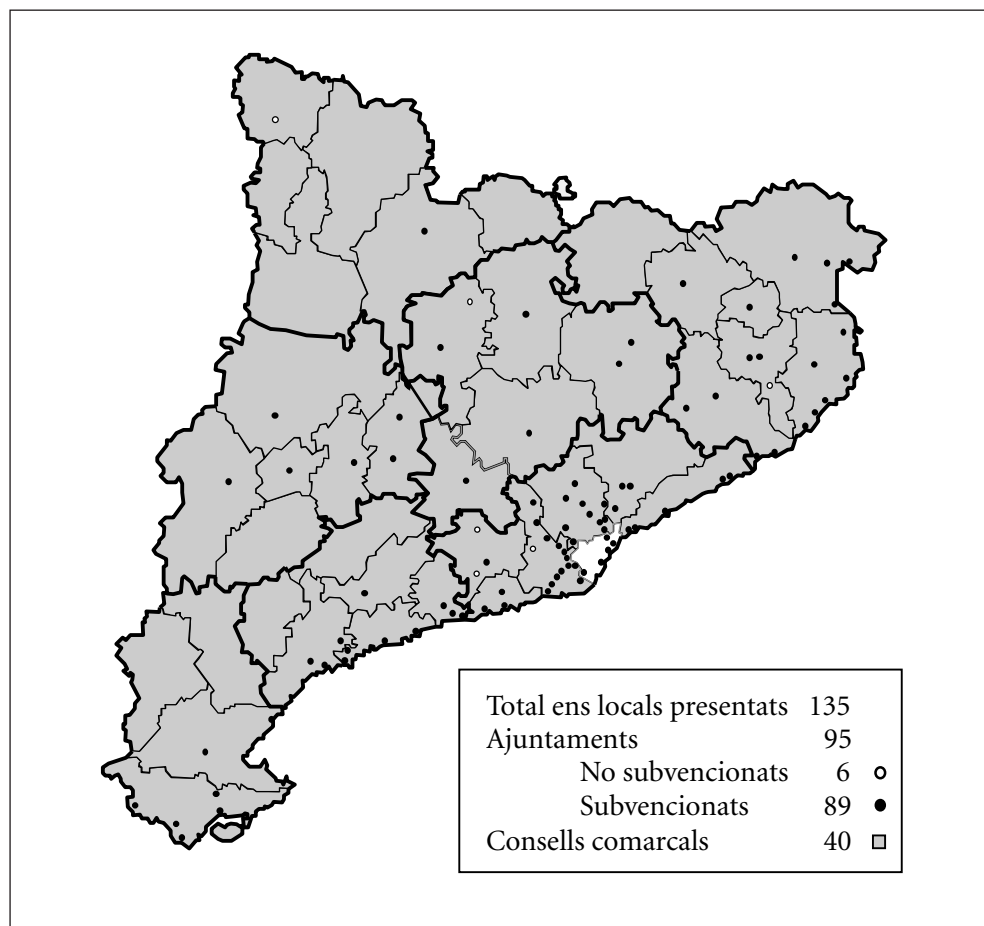 Total ens locals presentats 135
Ajuntaments 95
No subvencionats 6
Subvencionats 89
Consells comarcals 40